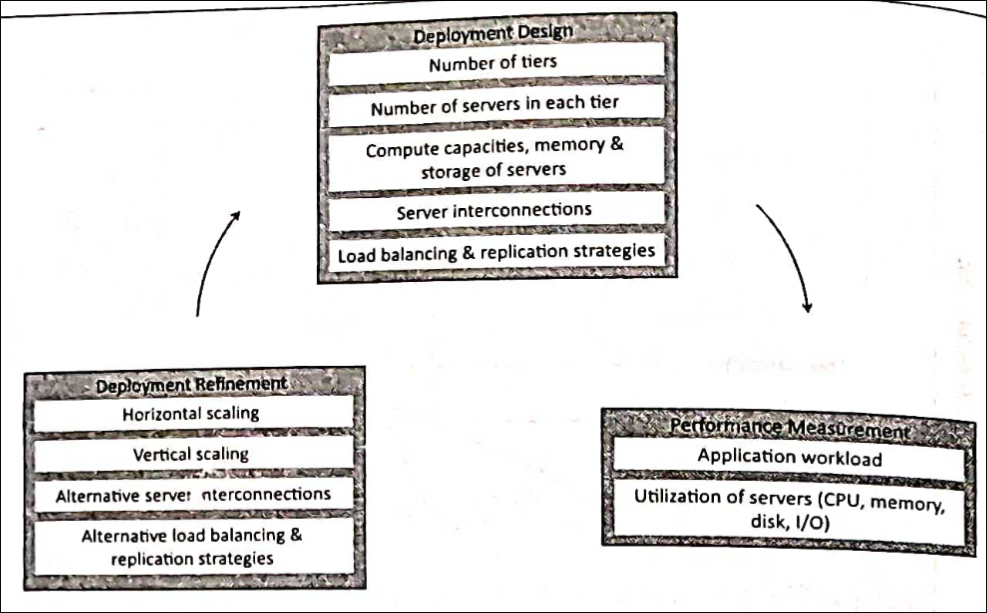 Deployment Design
Number of tiers
Number of servers in each tier
Compute capacities, memory &
storage of servers
Server interconnections
Load balancing & replication strategies
Deployment Refinement
Horizontal scaling
Vertical scaling
Alternative server nterconnections
Alternative load balancing &
replication strategies
Performance Measurement
Application workload
Utilization of servers (CPU, memory,
disk, I/O)